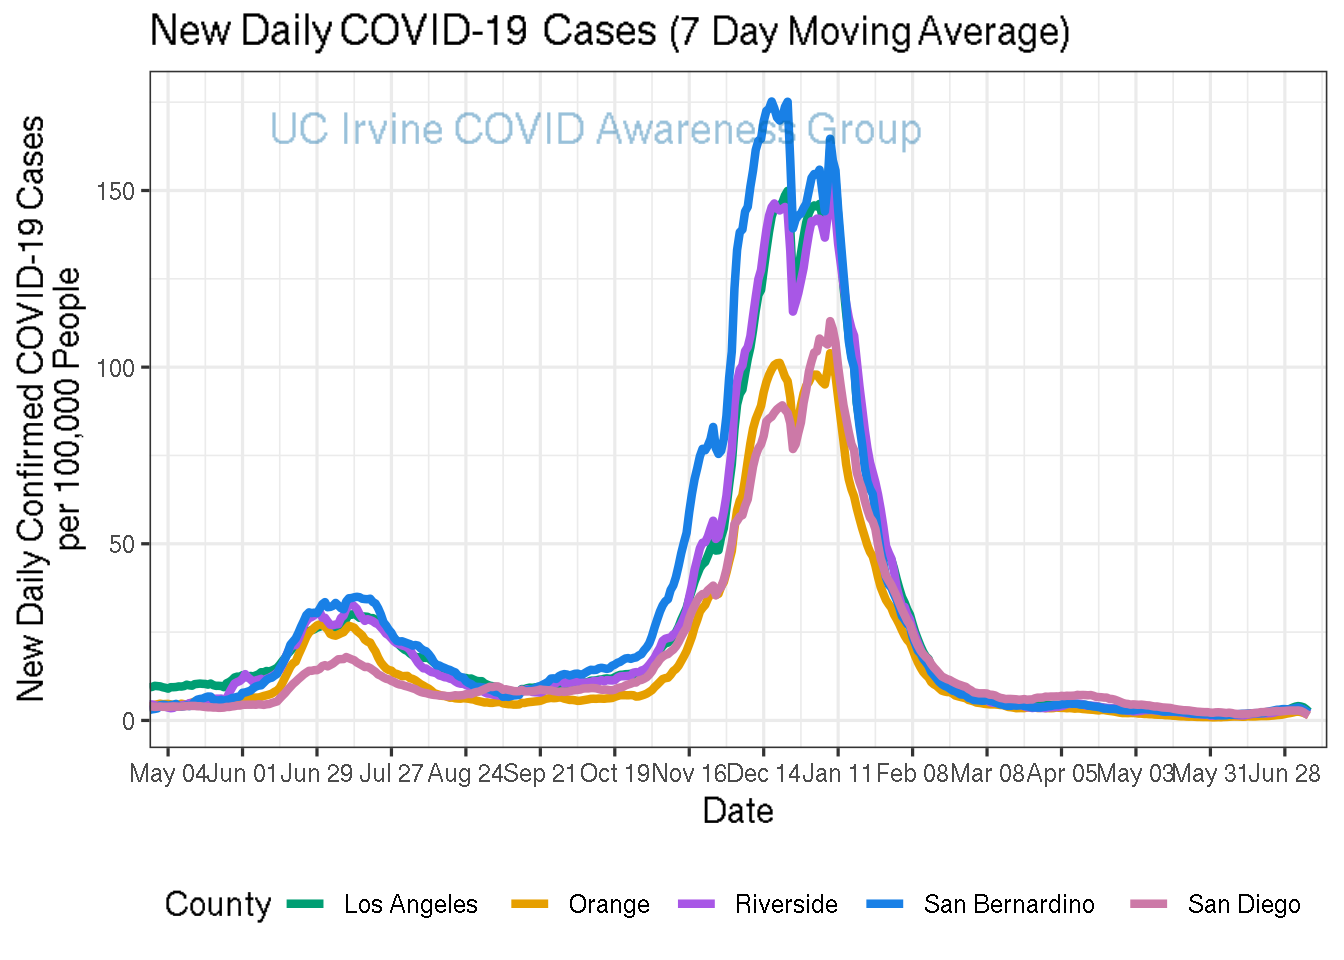 New Daily COVID-19 Cases (7 Day Moving Average)
UC Irvine COVID Awareness Group
New Daily Confirmed COVID-19 Cases
per 100,000 People
150
100
50
0
May 04 Jun 01 Jun 29 Jul 27 Aug 24 Sep 21 Oct 19 Nov 16 Dec 14 Jan 11 Feb 08 Mar 08 Apr 05 May 03 May 31 Jun 28
Date
County Los Angeles Orange Riverside San Bernardino San Diego